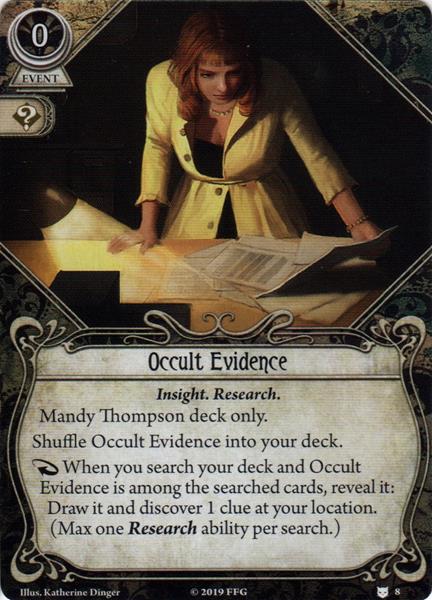 0
EVENT
?
Occult Evidence
Insight. Research.
Mandy Thompson deck only.
Shuffle Occult Evidence into your deck.
When you search your deck and Occult
Evidence is among the searched cards, reveal it:
Draw it and discover 1 clue at your location.
(Max one Research ability per search.)
Illus. Katherine Dinger © 2019 FFG 8